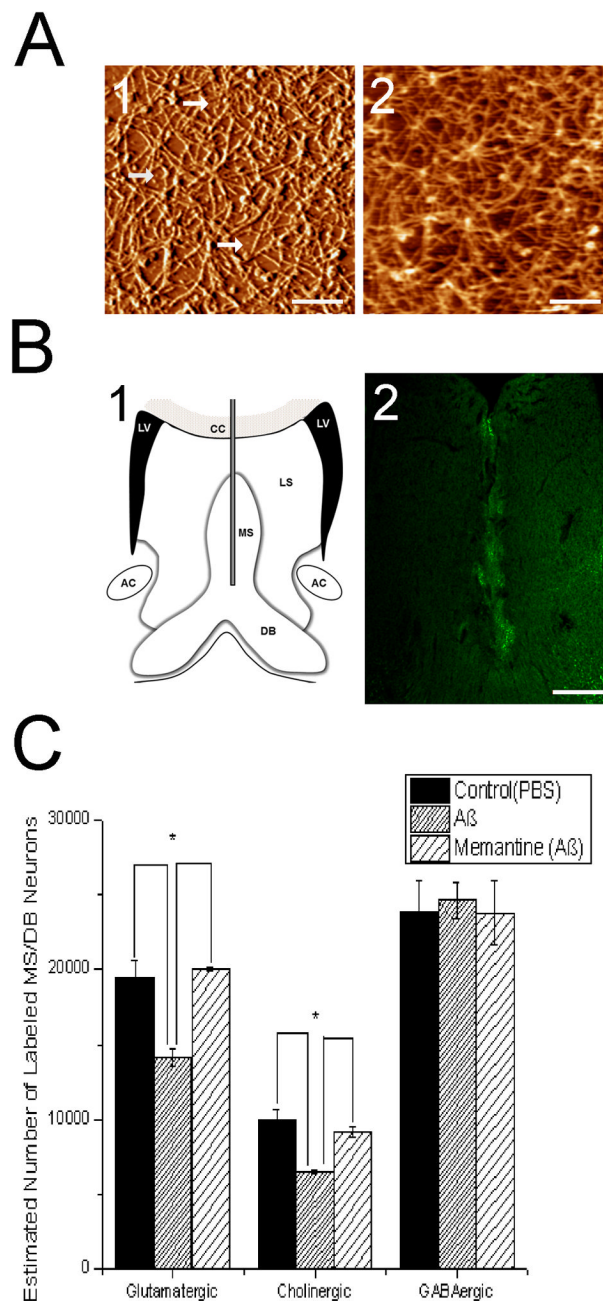 A
1
2
B
1
2
LV
CC
LV
LS
MS
AC
AC
DB
C
Control(PBS)
Aß
Memantine (Aß)
Estimated Number of Labeled MS/DB Neurons
30000
20000
10000
0
*
*
Glutamatergic
Cholinergic
GABAergic